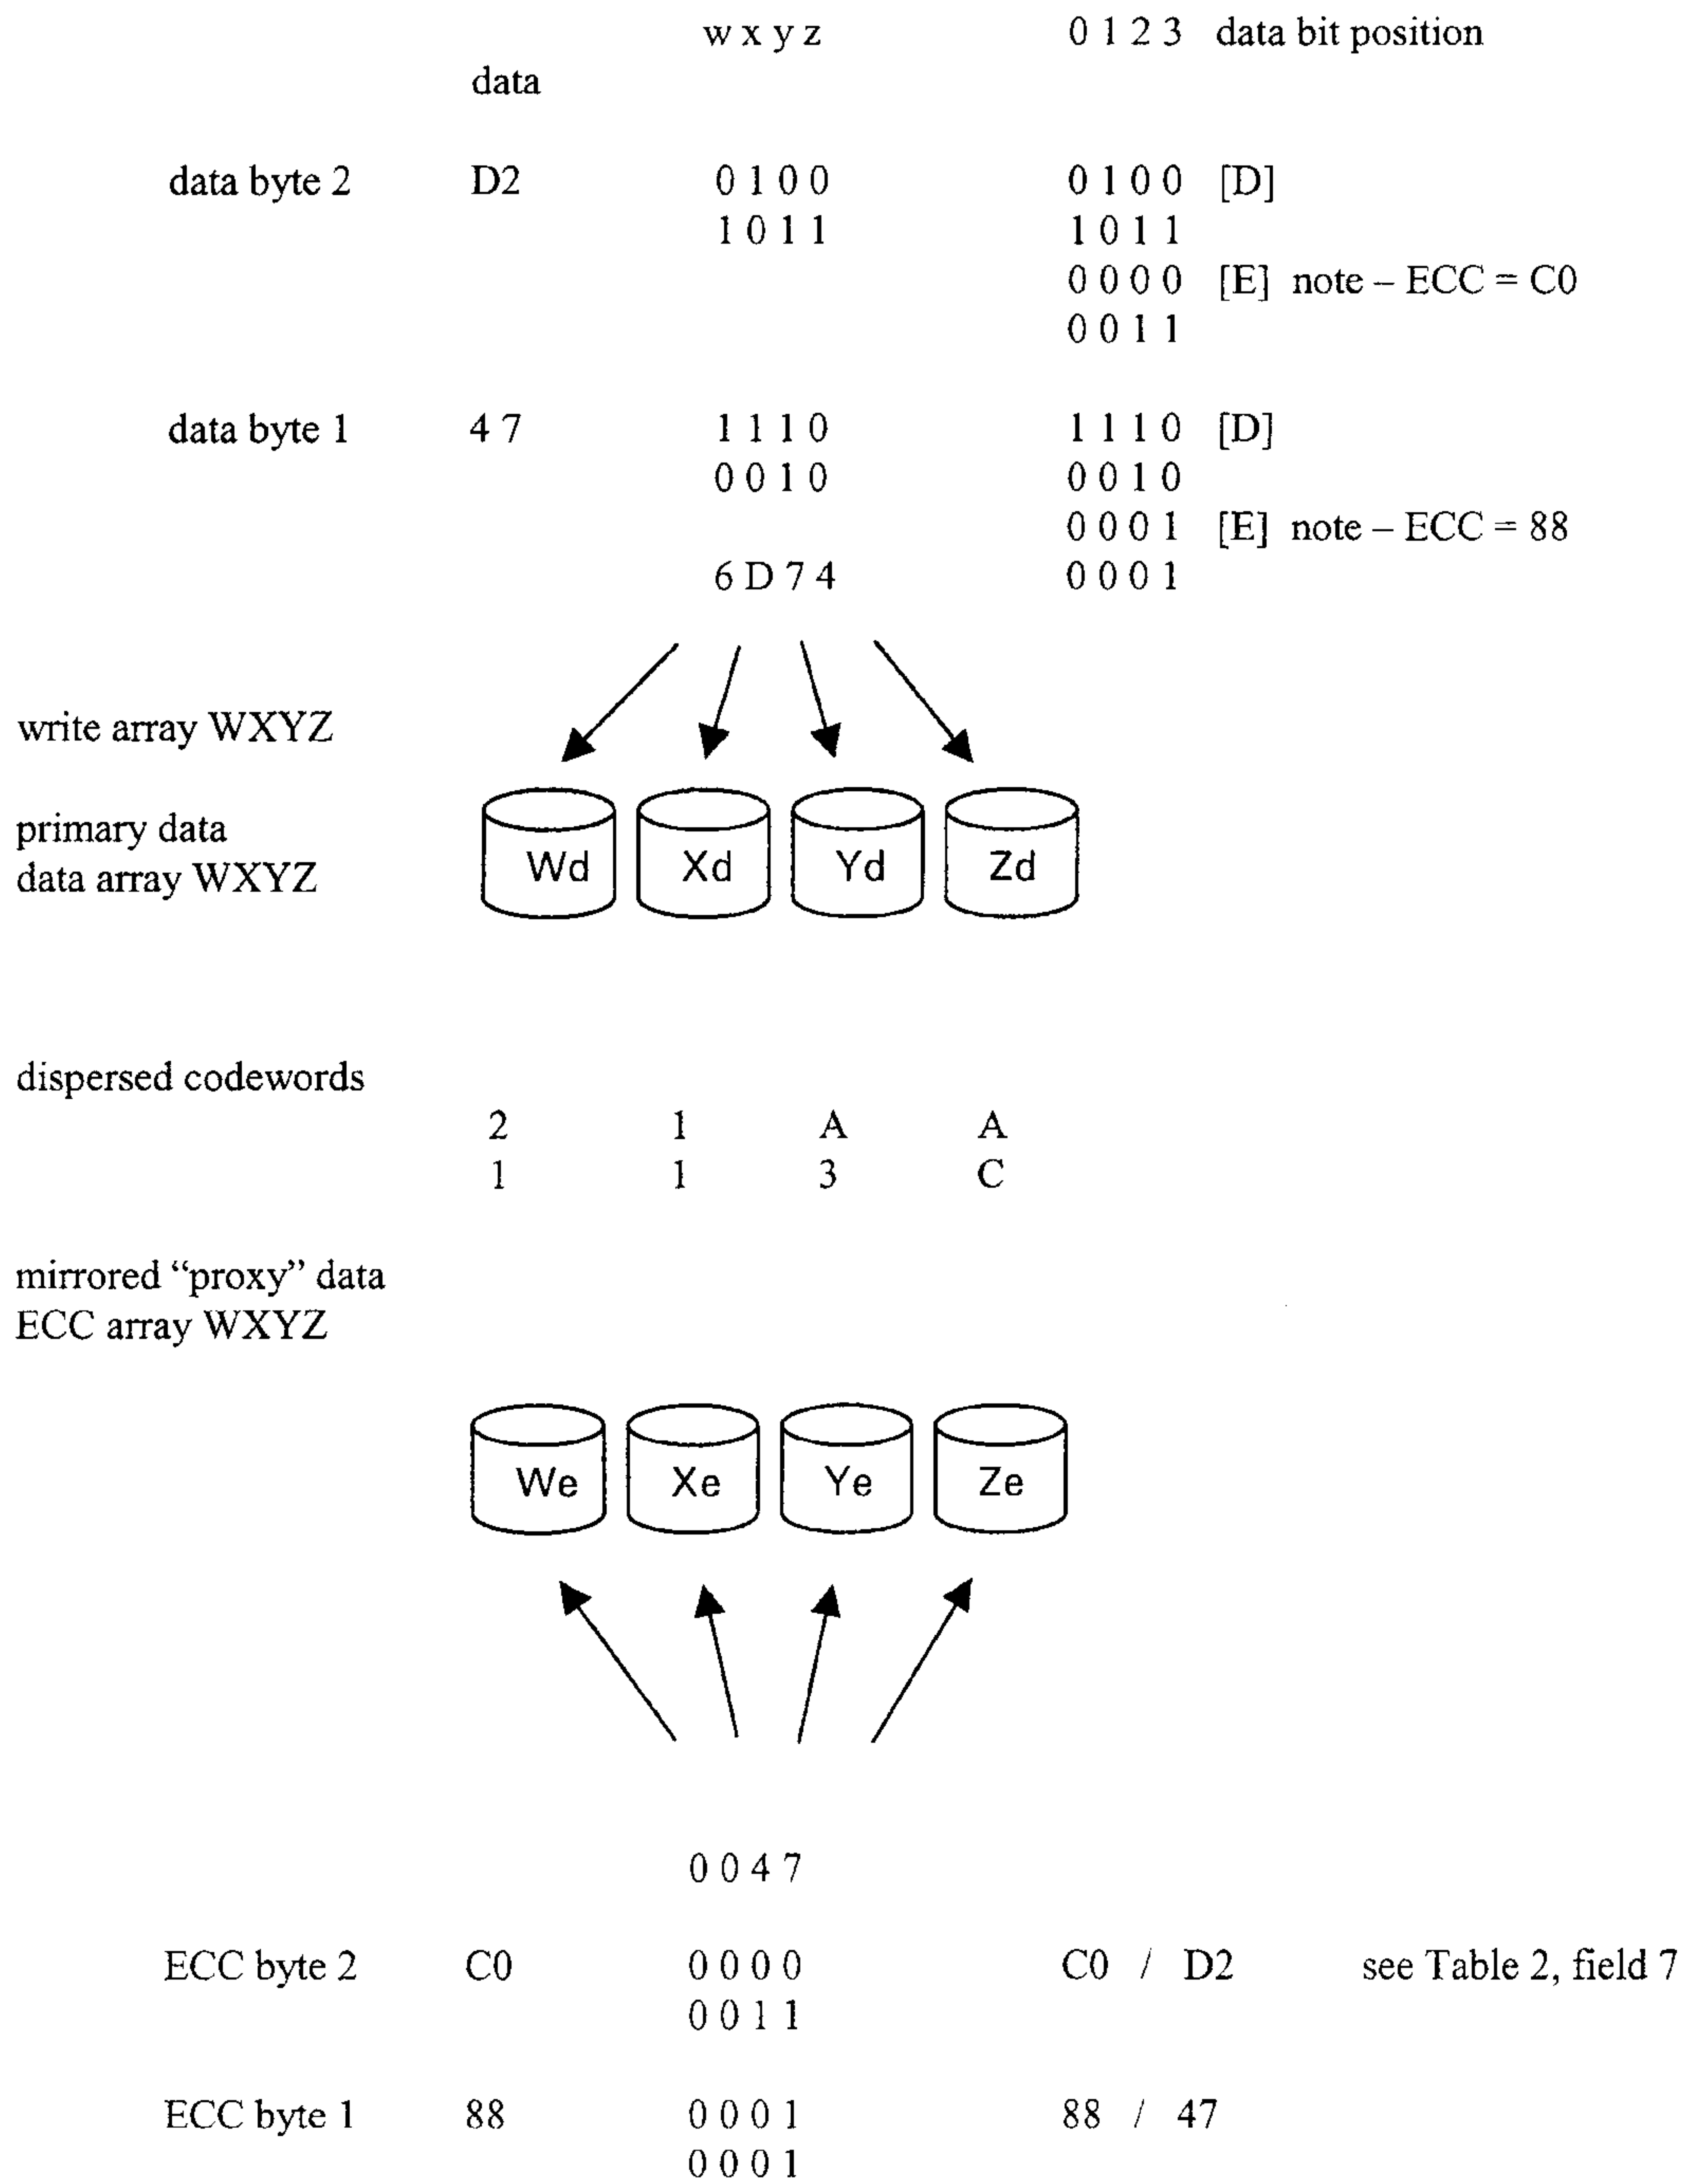 w x y z 0 1 2 3 data bit position
data
data byte 2 D2 0 1 0 0 0 1 0 0 [D]
1 0 1 1 1 0 1 1
0 0 0 0 [E] note – ECC = C0
0 0 1 1
data byte 1 4 7 1 1 1 0 1 1 1 0 [D]
0 0 1 0 0 0 1 0
0 0 0 1 [E] note – ECC = 88
6 D 7 4 0 0 0 1
write array WXYZ
primary data
data array WXYZ
Wd Xd Yd Zd
dispersed codewords
2 1 A A
1 1 3 C
mirrored “proxy” data
ECC array WXYZ
We Xe Ye Ze
0 0 4 7
ECC byte 2 C0 0 0 0 0 C0 / D2 see Table 2, field 7
0 0 1 1
ECC byte 1 88 0 0 0 1 88 / 47
0 0 0 1